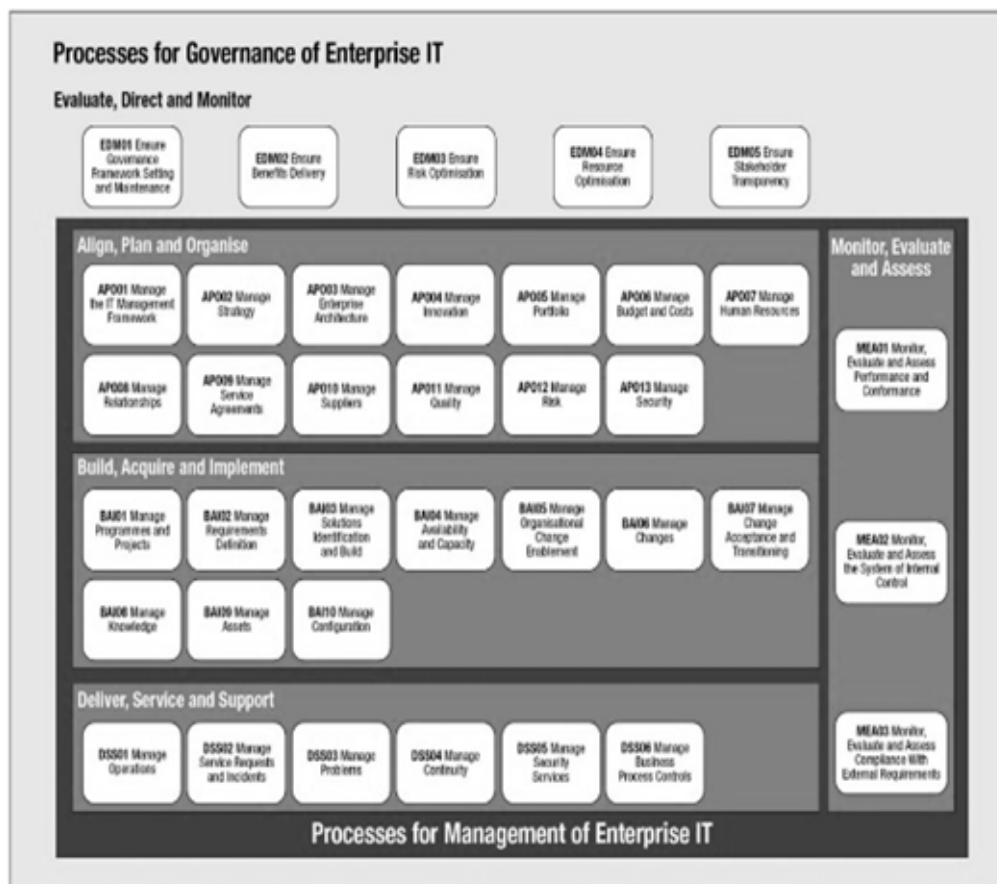 Processes for Governance of Enterprise IT
Evaluate, Direct and Monitor
EDM01 Ensure
Governance
Framework Setting
and Maintenance
EDM02 Ensure
Benefits Delivery
EDM03 Ensure
Risk Optimisation
EDM04 Ensure
Resource
Optimisation
EDM05 Ensure
Stakeholder
Transparency
Align, Plan and Organise
APO01 Manage
the IT Management
Framework
APO02 Manage
Strategy
APO03 Manage
Enterprise
Architecture
APO04 Manage
Innovation
APO05 Manage
Portfolio
APO06 Manage
Budget and Costs
APO07 Manage
Human Resources
APO08 Manage
Relationships
APO09 Manage
Service
Agreements
APO10 Manage
Suppliers
APO11 Manage
Quality
APO12 Manage
Risk
APO13 Manage
Security
Build, Acquire and Implement
BAI01 Manage
Programmes and
Projects
BAI02 Manage
Requirements
Definition
BAI03 Manage
Solutions
Identification
and Build
BAI04 Manage
Availability
and Capacity
BAI05 Manage
Organisational
Change
Enablement
BAI06 Manage
Changes
BAI07 Manage
Change
Acceptance and
Transitioning
BAI08 Manage
Knowledge
BAI09 Manage
Assets
BAI10 Manage
Configuration
Deliver, Service and Support
DSS01 Manage
Operations
DSS02 Manage
Service Requests
and Incidents
DSS03 Manage
Problems
DSS04 Manage
Continuity
DSS05 Manage
Security
Services
DSS06 Manage
Business
Process Controls
Monitor, Evaluate
and Assess
MEA01 Monitor,
Evaluate and Assess
Performance and
Conformance
MEA02 Monitor,
Evaluate and Assess
the System of Internal
Control
MEA03 Monitor,
Evaluate and Assess
Compliance With
External Requirements
Processes for Management of Enterprise IT